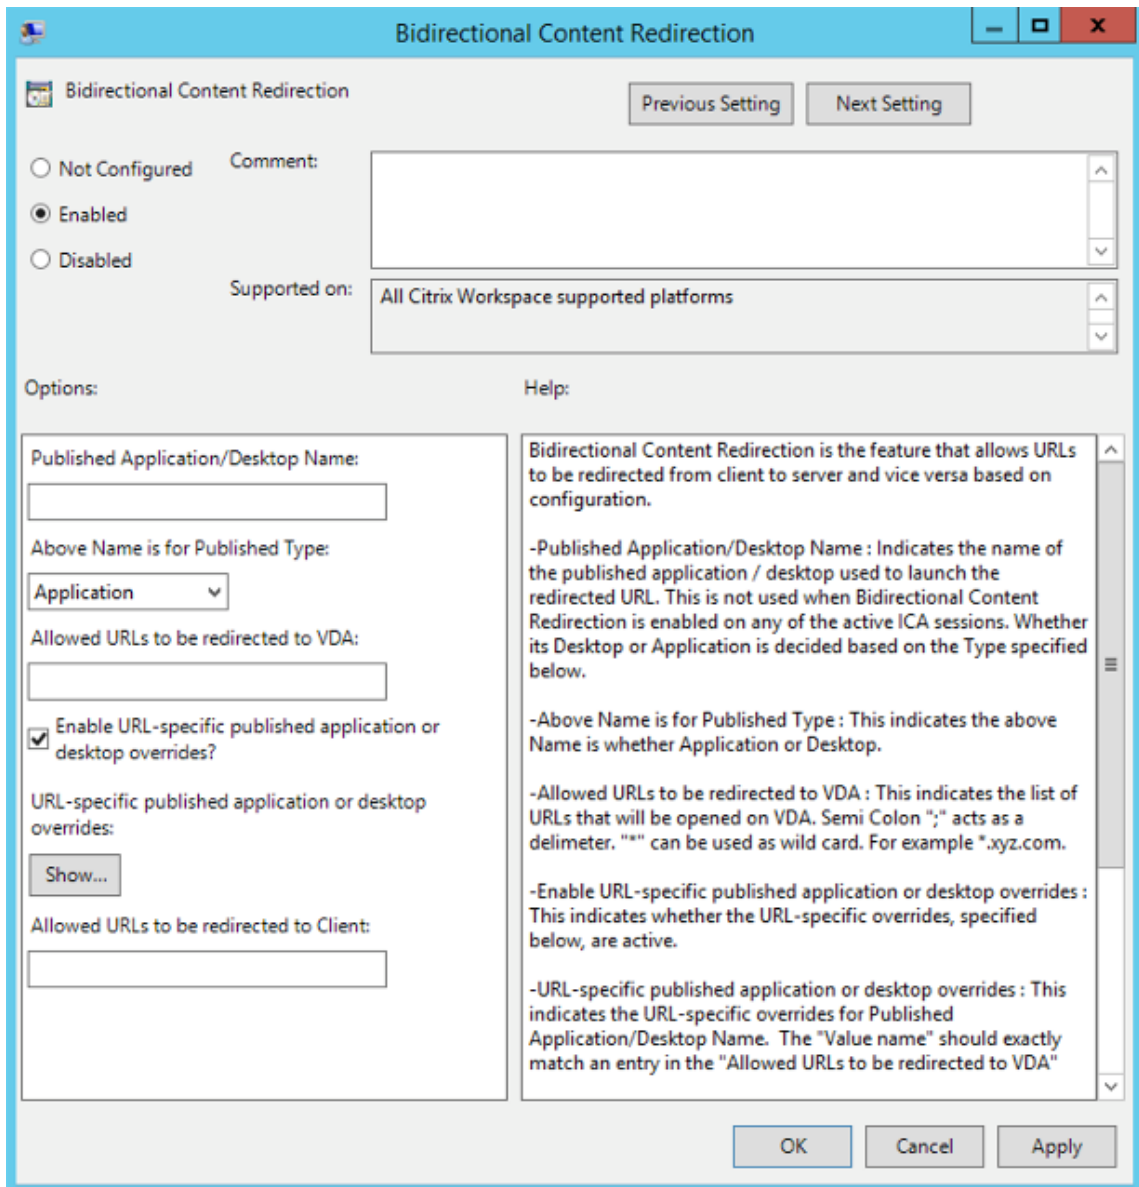 Bidirectional Content Redirection
Bidirectional Content Redirection
Previous Setting
Next Setting
Not Configured
Enabled
Disabled
Comment:
Supported on:
All Citrix Workspace supported platforms
Options:
Help:
Published Application/Desktop Name:
Above Name is for Published Type:
Application
Allowed URLs to be redirected to VDA:
Enable URL-specific published application or
desktop overrides?
URL-specific published application or desktop
overrides:
Show...
Allowed URLs to be redirected to Client:
Bidirectional Content Redirection is the feature that allows URLs
to be redirected from client to server and vice versa based on
configuration.
-Published Application/Desktop Name : Indicates the name of
the published application / desktop used to launch the
redirected URL. This is not used when Bidirectional Content
Redirection is enabled on any of the active ICA sessions. Whether
its Desktop or Application is decided based on the Type specified
below.
-Above Name is for Published Type : This indicates the above
Name is whether Application or Desktop.
-Allowed URLs to be redirected to VDA : This indicates the list of
URLs that will be opened on VDA. Semi Colon ";" acts as a
delimeter. "*" can be used as wild card. For example *.xyz.com.
-Enable URL-specific published application or desktop overrides :
This indicates whether the URL-specific overrides, specified
below, are active.
-URL-specific published application or desktop overrides : This
indicates the URL-specific overrides for Published
Application/Desktop Name.  The "Value name" should exactly
match an entry in the "Allowed URLs to be redirected to VDA"
OK
Cancel
Apply